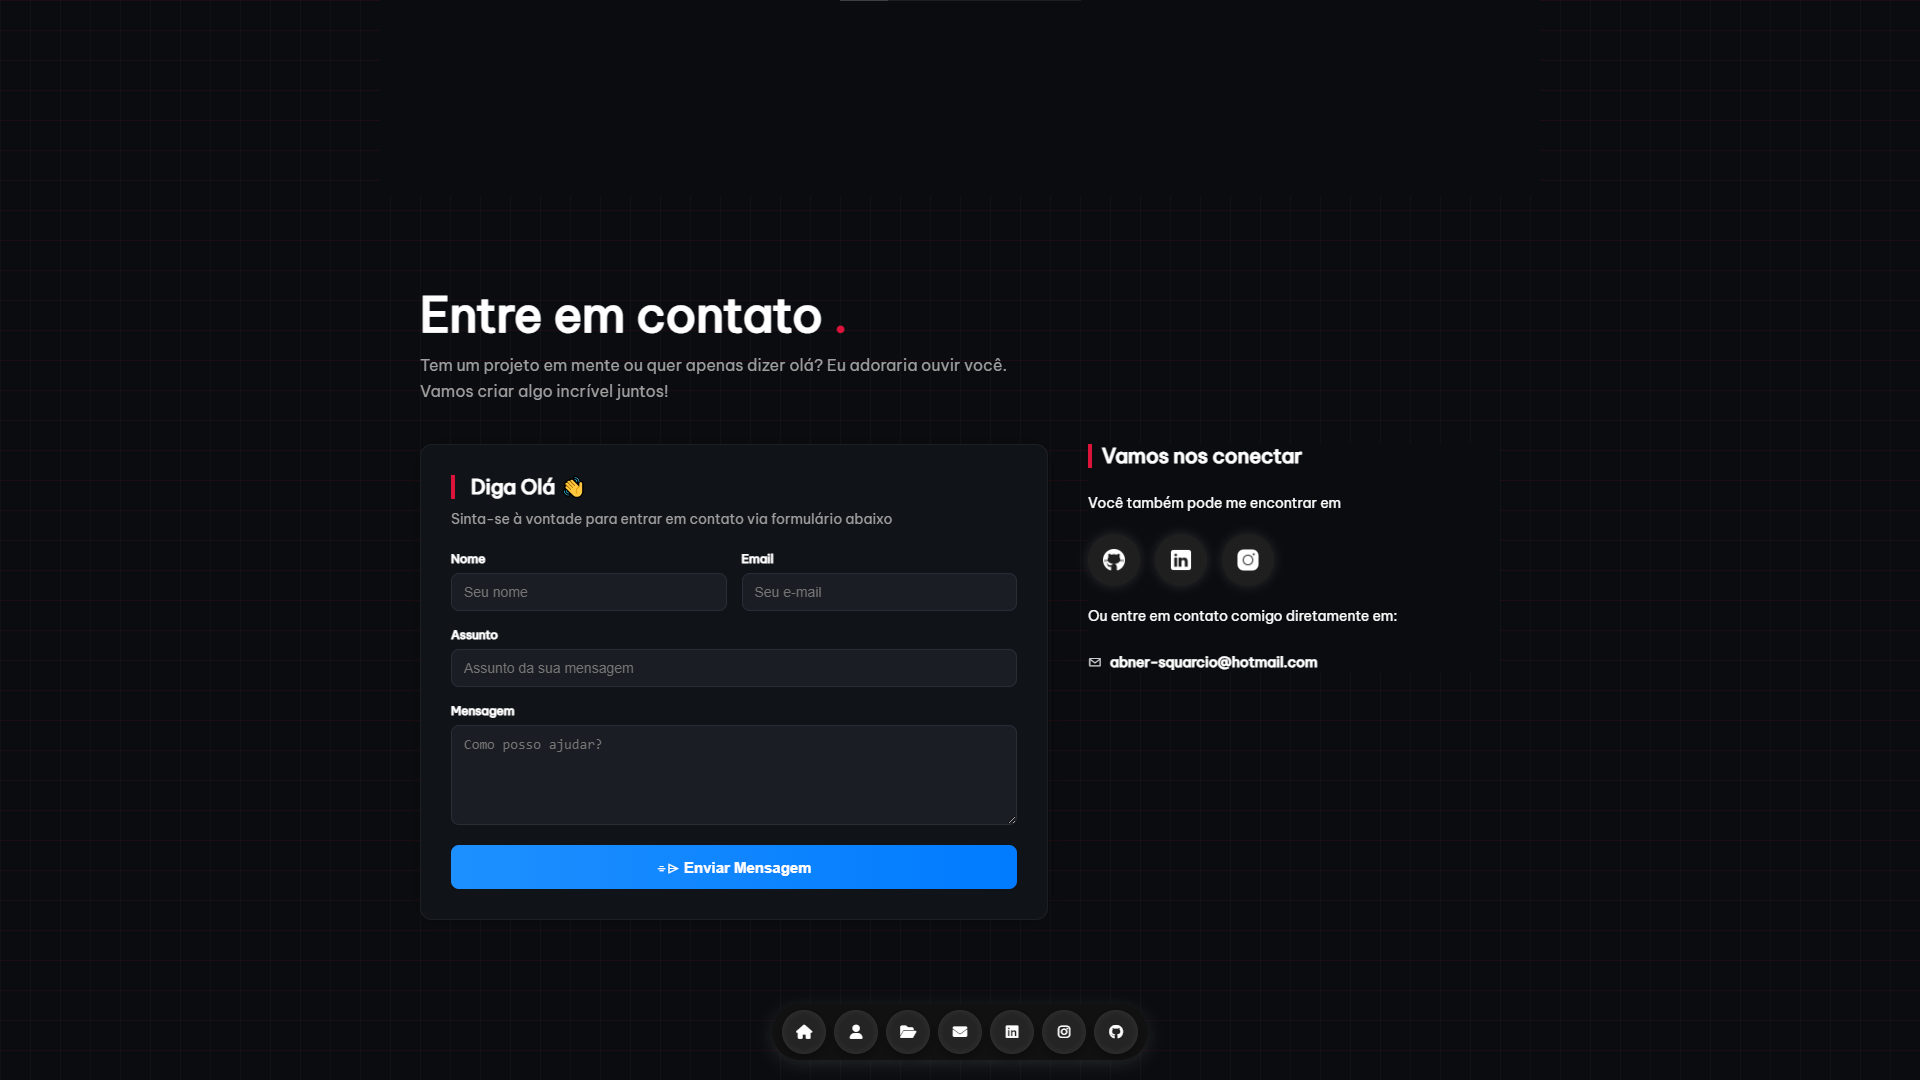 Entre em contato .
Tem um projeto em mente ou quer apenas dizer olá? Eu adoraria ouvir você.
Vamos criar algo incrível juntos!
Diga Olá 👋
Sinta-se à vontade para entrar em contato via formulário abaixo
Nome
Email
Seu nome
Seu e-mail
Assunto
Assunto da sua mensagem
Mensagem
Como posso ajudar?
Enviar Mensagem
Vamos nos conectar
Você também pode me encontrar em
Ou entre em contato comigo diretamente em:
abner-squarcio@hotmail.com